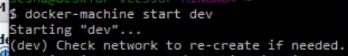 $ docker-machine start dev
Starting "dev"...
(dev) Check network to re-create if needed.